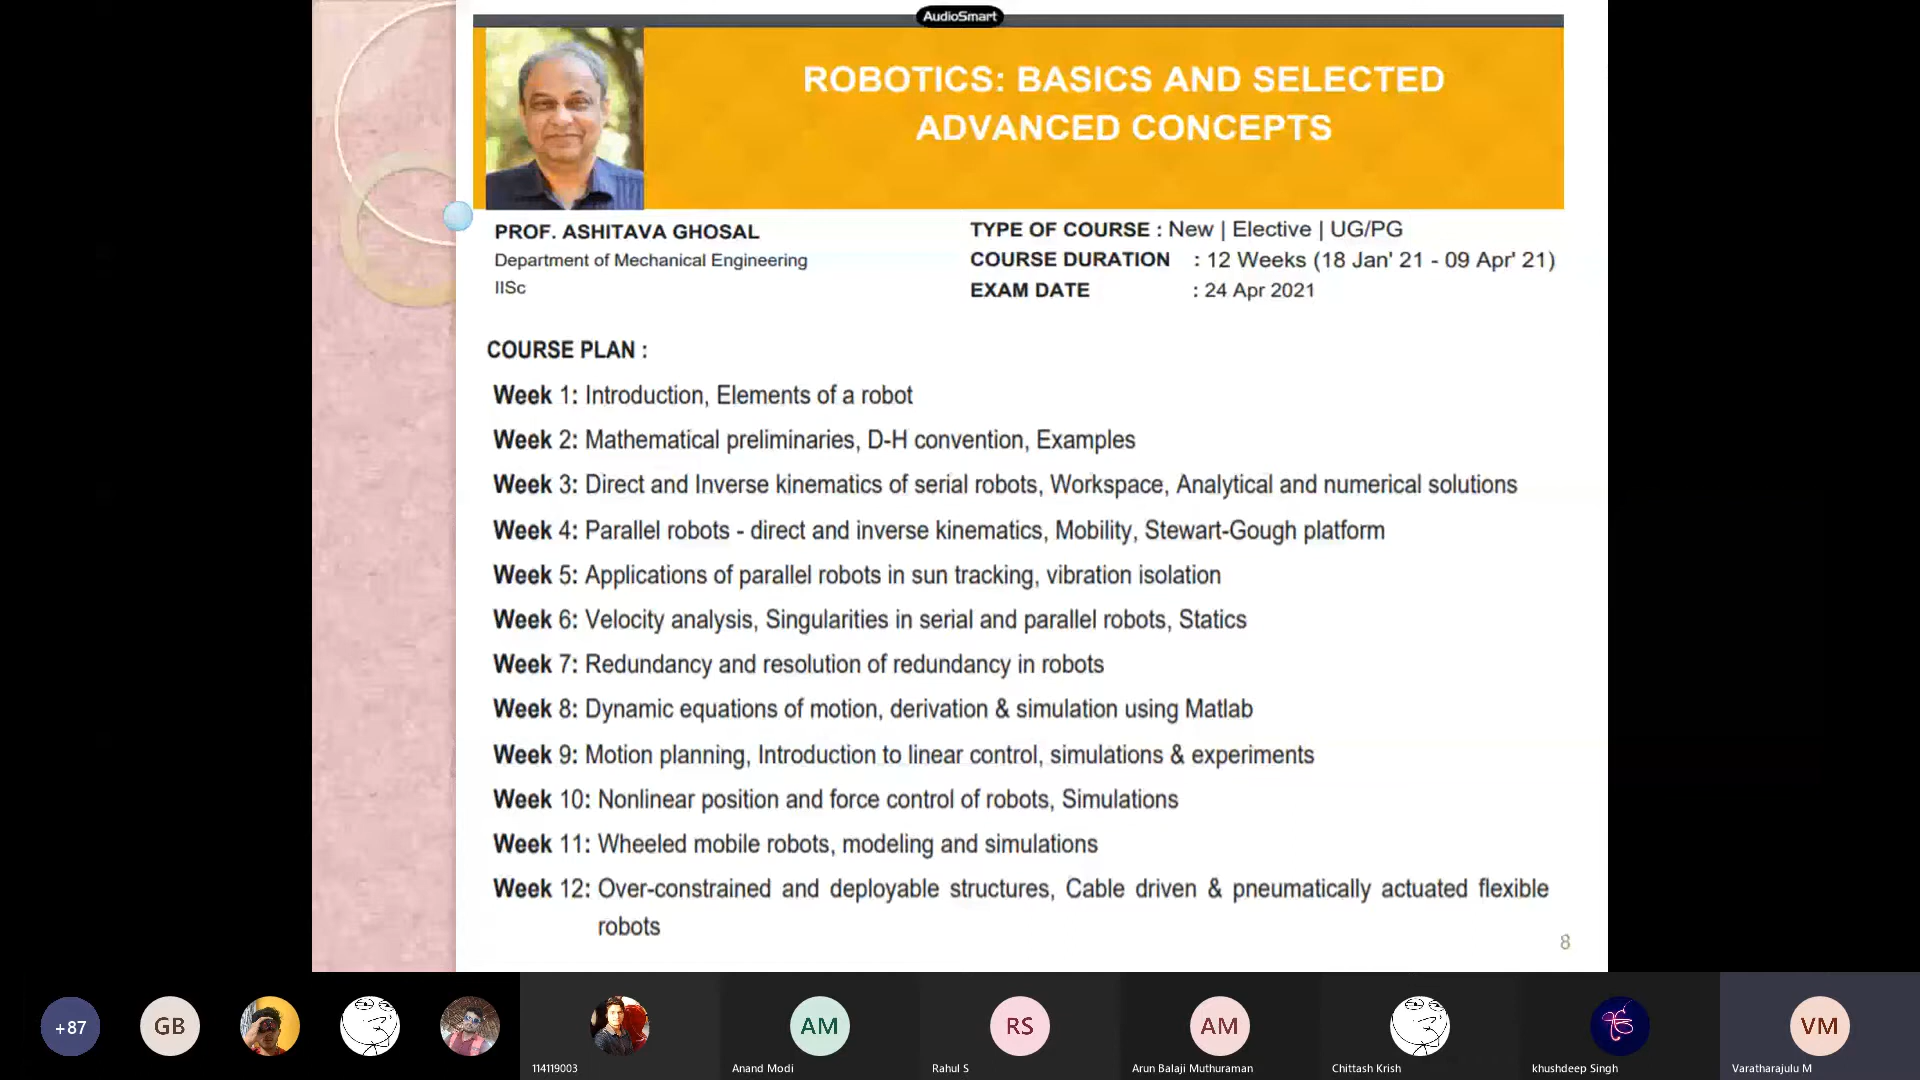 AudioSmart
ROBOTICS: BASICS AND SELECTED
ADVANCED CONCEPTS
PROF. ASHITAVA GHOSAL
Department of Mechanical Engineering
IISc
TYPE OF COURSE : New | Elective | UG/PG
COURSE DURATION : 12 Weeks (18 Jan' 21 - 09 Apr' 21)
EXAM DATE : 24 Apr 2021
COURSE PLAN :
Week 1: Introduction, Elements of a robot
Week 2: Mathematical preliminaries, D-H convention, Examples
Week 3: Direct and Inverse kinematics of serial robots, Workspace, Analytical and numerical solutions
Week 4: Parallel robots - direct and inverse kinematics, Mobility, Stewart-Gough platform
Week 5: Applications of parallel robots in sun tracking, vibration isolation
Week 6: Velocity analysis, Singularities in serial and parallel robots, Statics
Week 7: Redundancy and resolution of redundancy in robots
Week 8: Dynamic equations of motion, derivation & simulation using Matlab
Week 9: Motion planning, Introduction to linear control, simulations & experiments
Week 10: Nonlinear position and force control of robots, Simulations
Week 11: Wheeled mobile robots, modeling and simulations
Week 12: Over-constrained and deployable structures, Cable driven & pneumatically actuated flexible
robots
8
+87
GB
AM
RS
AM
VM
114119003
Anand Modi
Rahul S
Arun Balaji Muthuraman
Chittash Krish
khushdeep Singh
Varatharajulu M